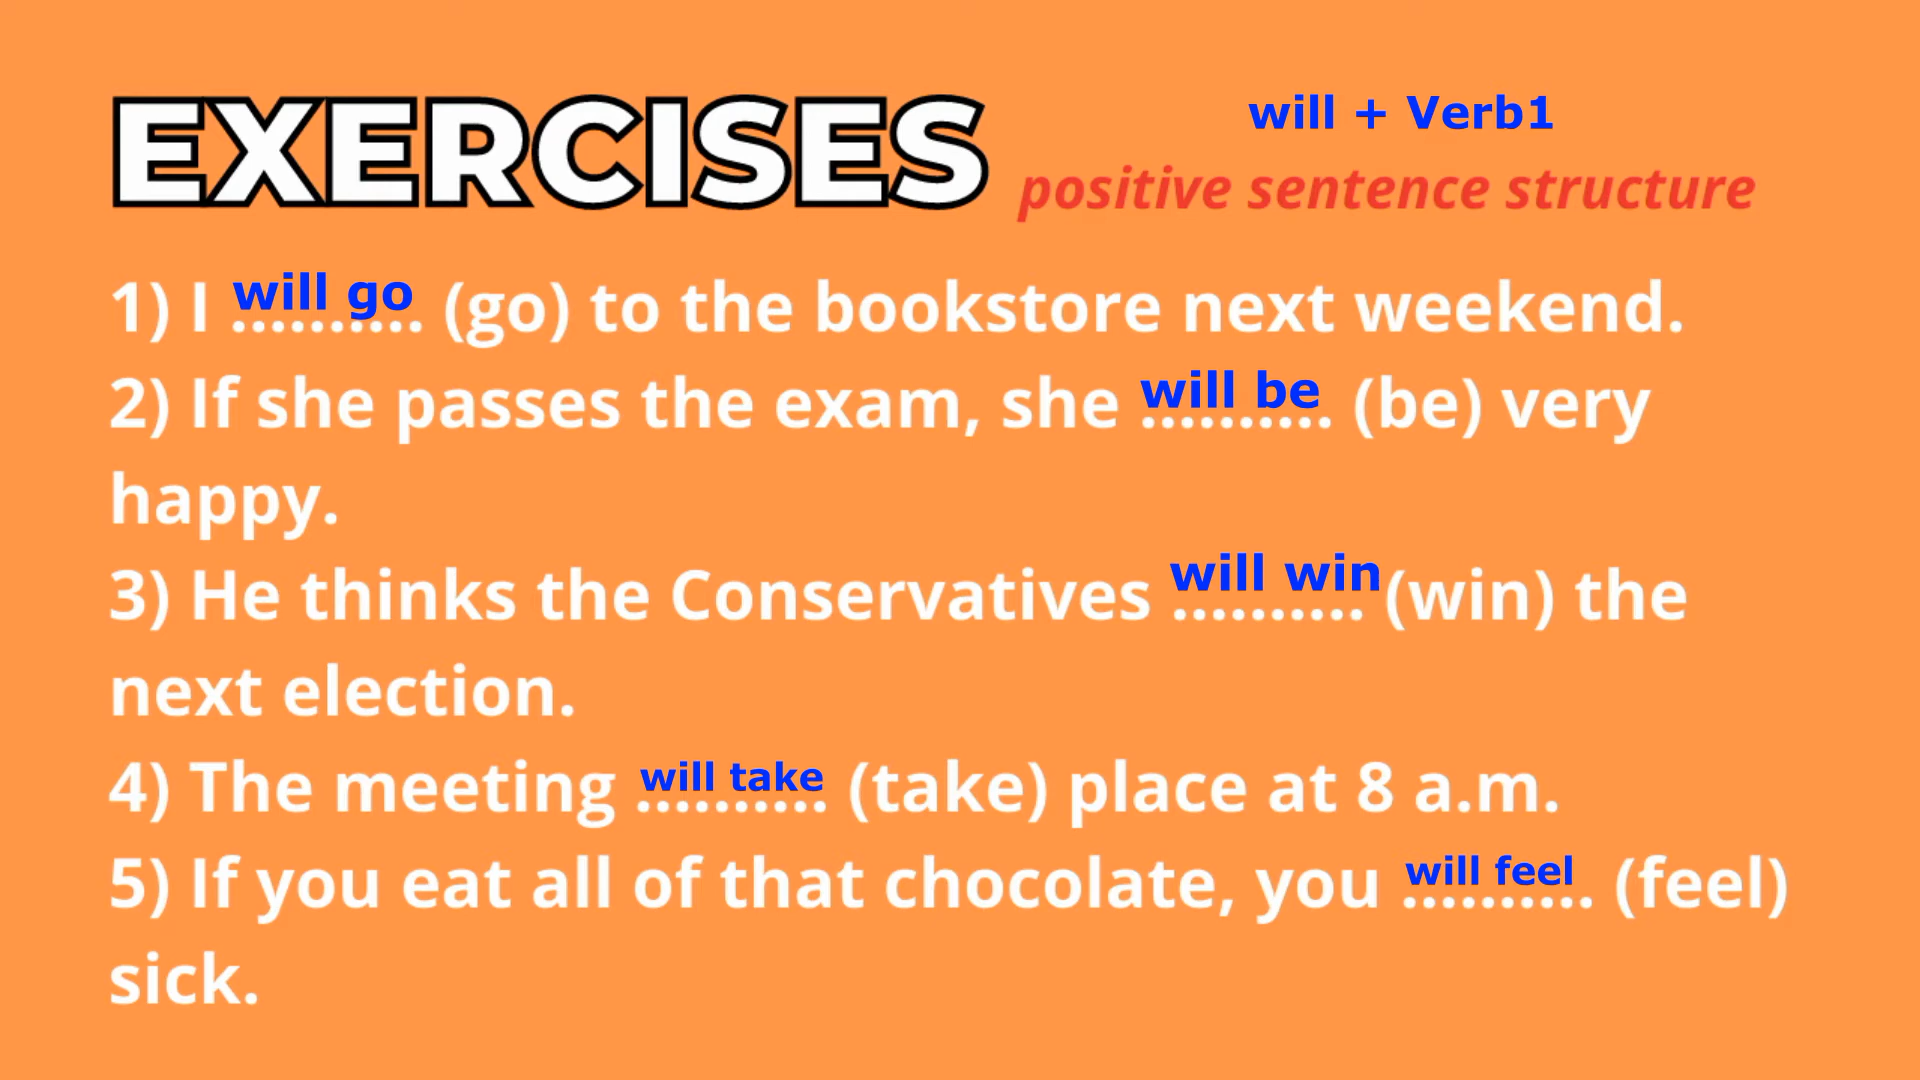 EXERCISES
will + Verb1
positive sentence structure
1) I will go .......... (go) to the bookstore next weekend.
2) If she passes the exam, she will be .......... (be) very
happy.
3) He thinks the Conservatives will win .......... (win) the
next election.
4) The meeting will take .......... (take) place at 8 a.m.
5) If you eat all of that chocolate, you will feel .......... (feel)
sick.